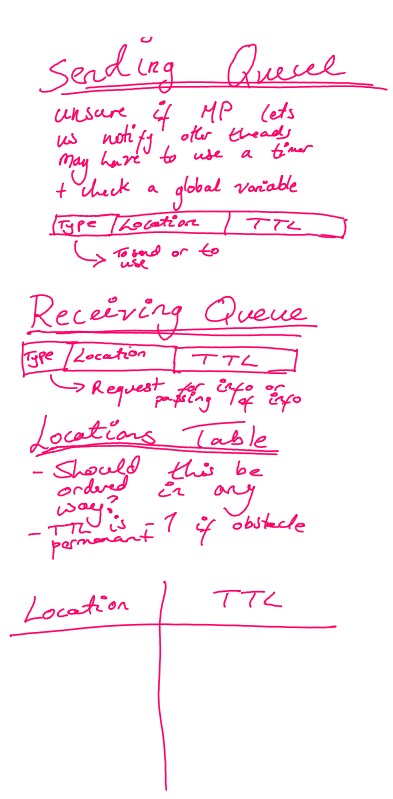 Sending Queue
unsure if MP lets
us notify other threads
May have to use a timer
+ check a global variable
Type Location TTL
To send or to
use
Receiving Queue
Type Location TTL
Request for info or
passing of info
Locations Table
- Should this be
ordered in any
way?
- TTL is -1 if obstacle
permanant
Location TTL